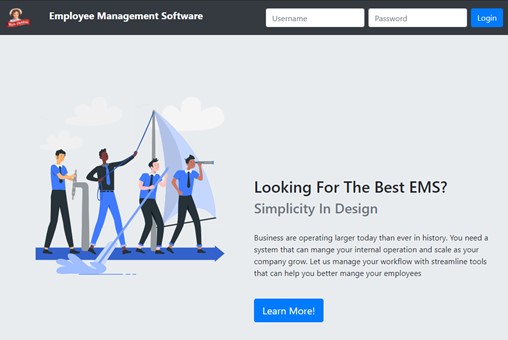 Employee Management Software
Username
Password
Login
Looking For The Best EMS?
Simplicity In Design
Business are operating larger today than ever in history. You need a
system that can mange your internal operation and scale as your
company grow. Let us manage your workflow with streamline tools
that can help you better mange your employees
Learn More!